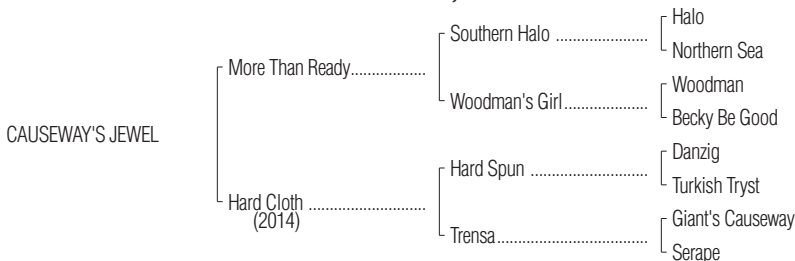 Halo
Southern Halo ....................
Northern Sea
More Than Ready..................
Woodman
Woodman's Girl....................
Becky Be Good
CAUSEWAY'S JEWEL
Danzig
Hard Spun .........................
Turkish Tryst
Hard Cloth ............................
(2014)
Giant's Causeway
Trensa.................................
Serape